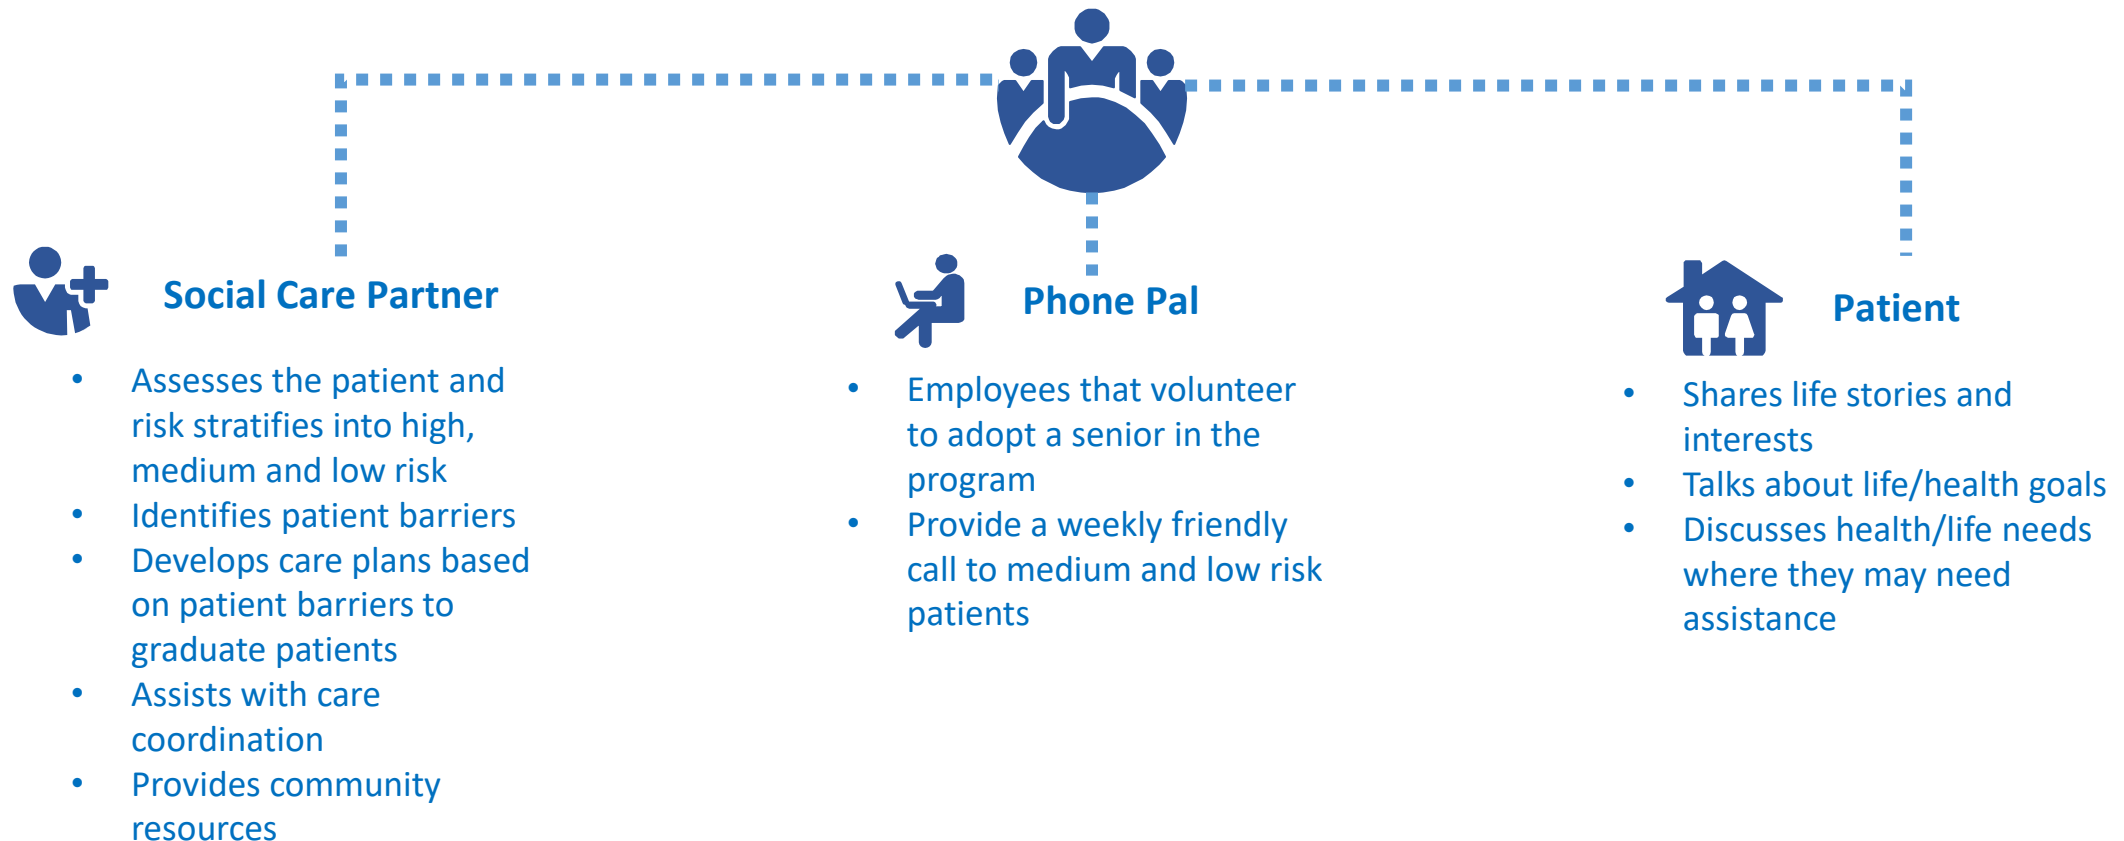 Social Care Partner
• Assesses the patient and
risk stratifies into high,
medium and low risk
• Identifies patient barriers
• Develops care plans based
on patient barriers to
graduate patients
• Assists with care
coordination
• Provides community
resources
Phone Pal
• Employees that volunteer
to adopt a senior in the
program
• Provide a weekly friendly
call to medium and low risk
patients
Patient
• Shares life stories and
interests
• Talks about life/health goals
• Discusses health/life needs
where they may need
assistance